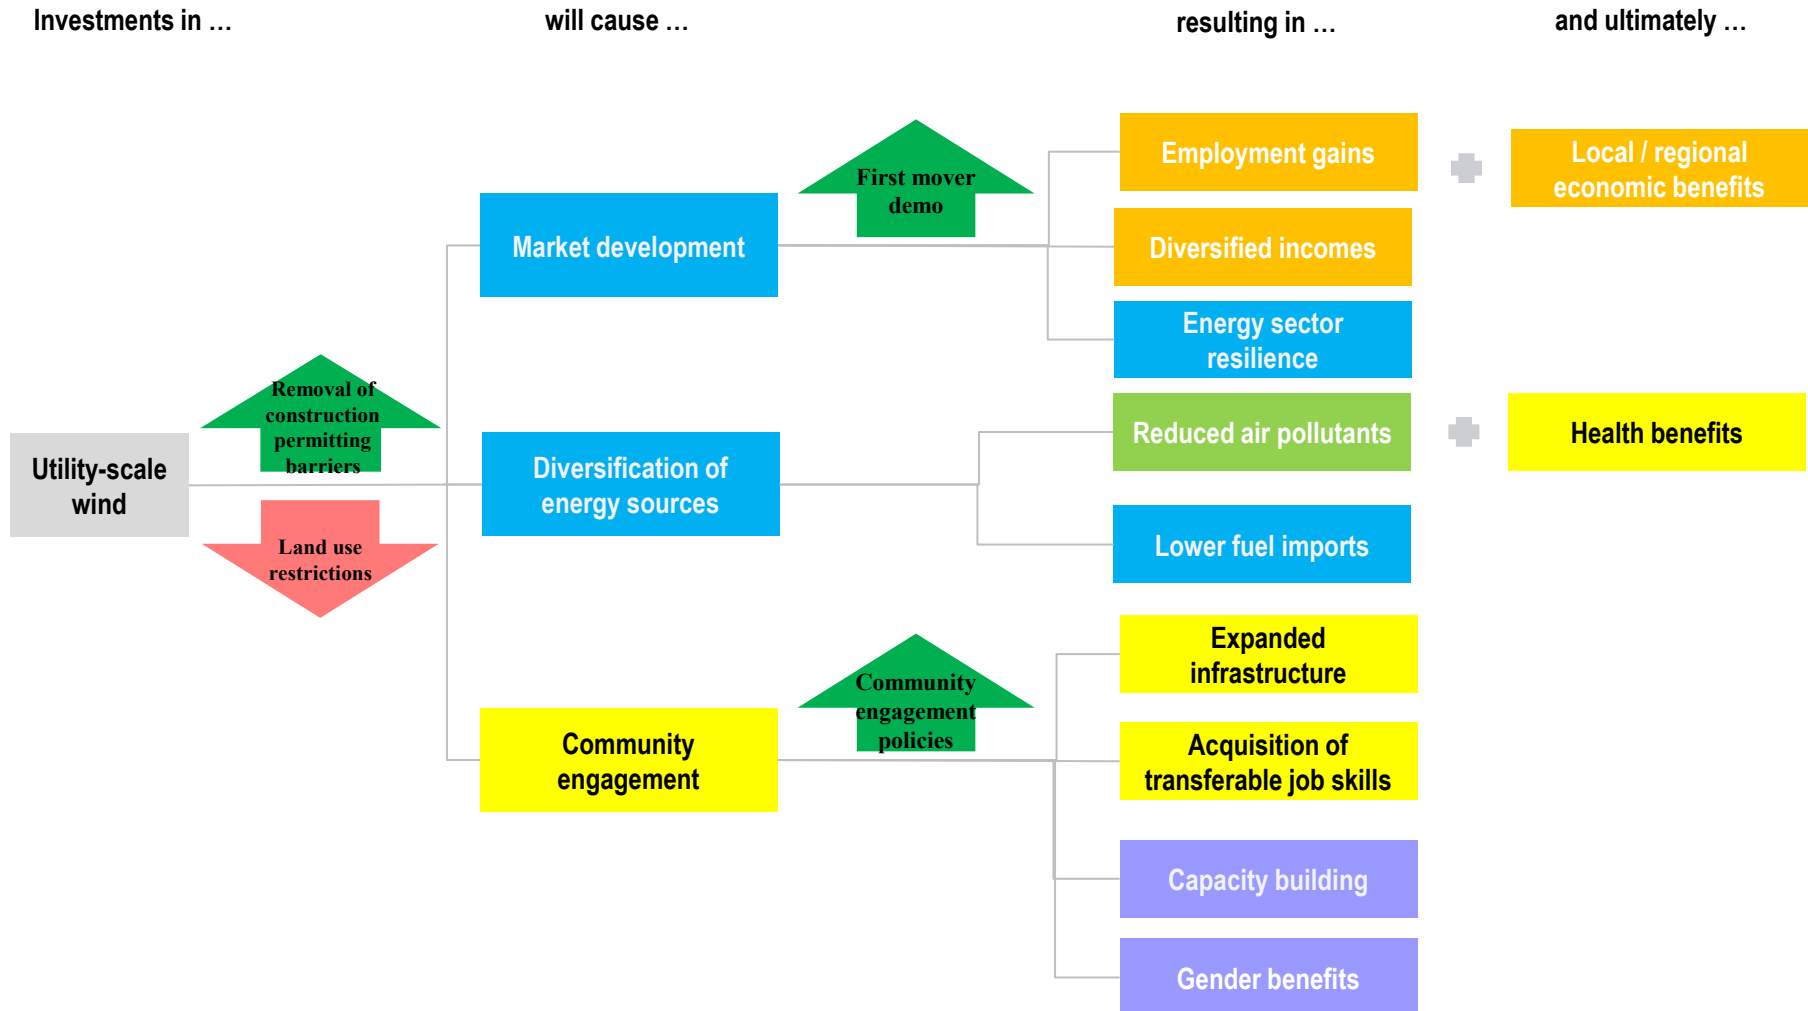 Investments in …
will cause …
resulting in …
and ultimately …
First mover
demo
Employment gains
Local / regional
economic benefits
Market development
Diversified incomes
Energy sector
resilience
Removal of
construction
permitting
barriers
Reduced air pollutants
Health benefits
Utility-scale
wind
Diversification of
energy sources
Land use
restrictions
Lower fuel imports
Community
engagement
policies
Expanded
infrastructure
Community
engagement
Acquisition of
transferable job skills
Capacity building
Gender benefits